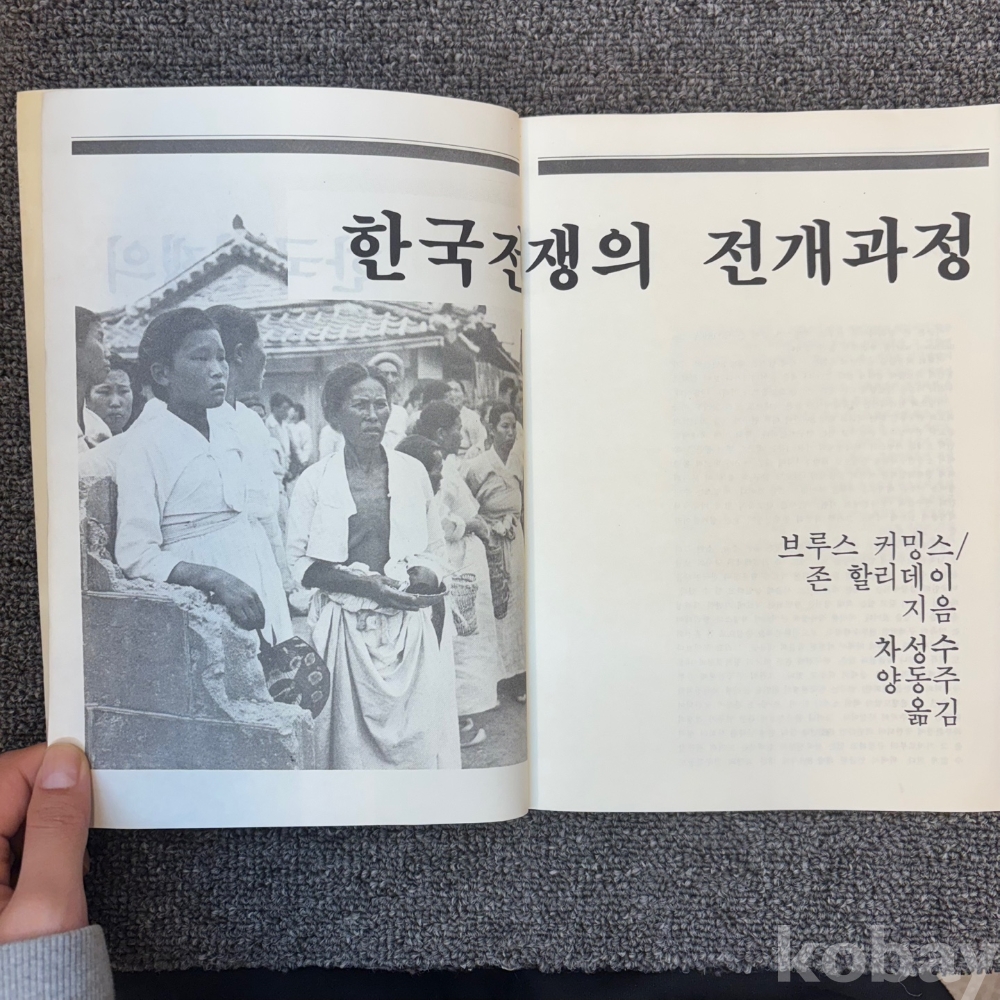 한국전쟁의 전개과정
브루스 커밍스/
존 할리데이
지음
차성수
양동주
옮김
kobay